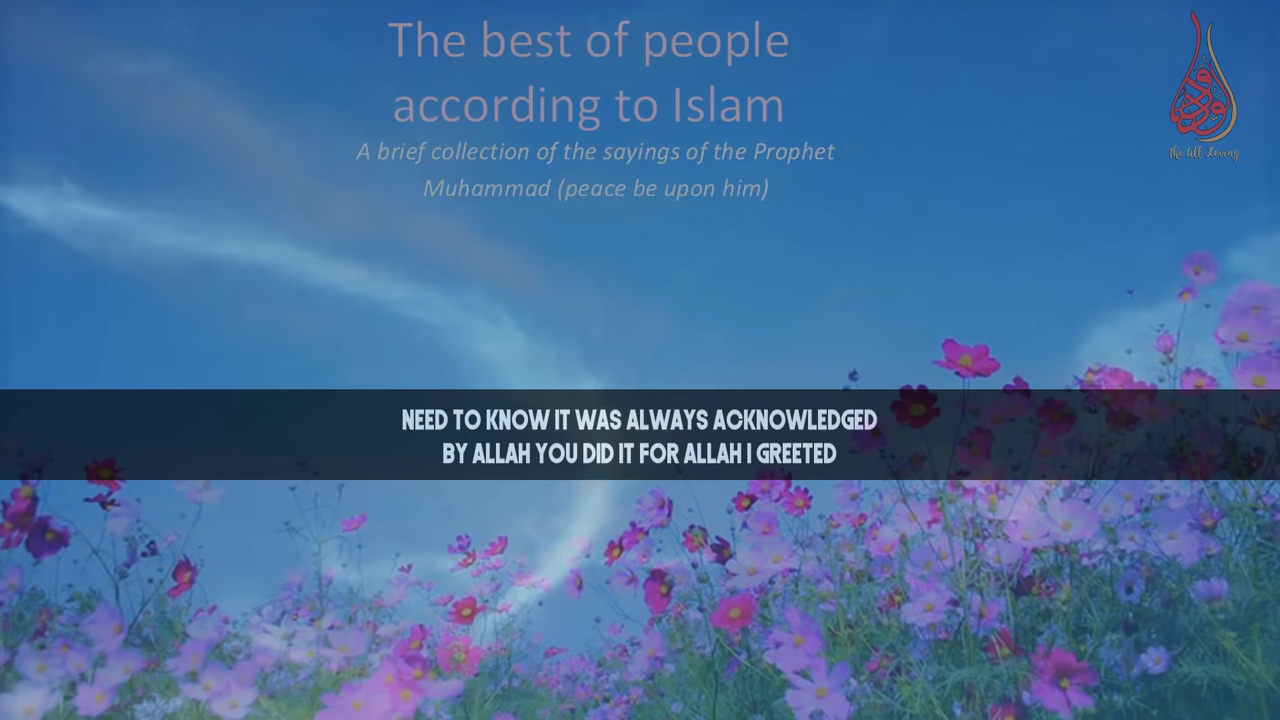 The best of people
according to Islam
A brief collection of the sayings of the Prophet
Muhammad (peace be upon him)
الودود
The All Loving
NEED TO KNOW IT WAS ALWAYS ACKNOWLEDGED
BY ALLAH YOU DID IT FOR ALLAH I GREETED